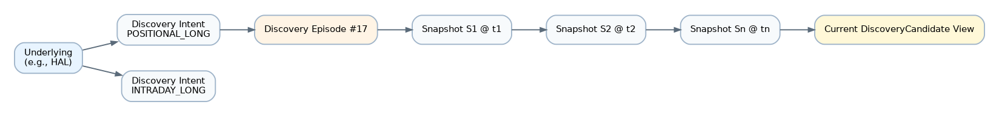 Underlying
(e.g., HAL)
Discovery Intent
POSITIONAL_LONG
Discovery Intent
INTRADAY_LONG
Discovery Episode #17
Snapshot S1 @ t1
Snapshot S2 @ t2
Snapshot Sn @ tn
Current DiscoveryCandidate View